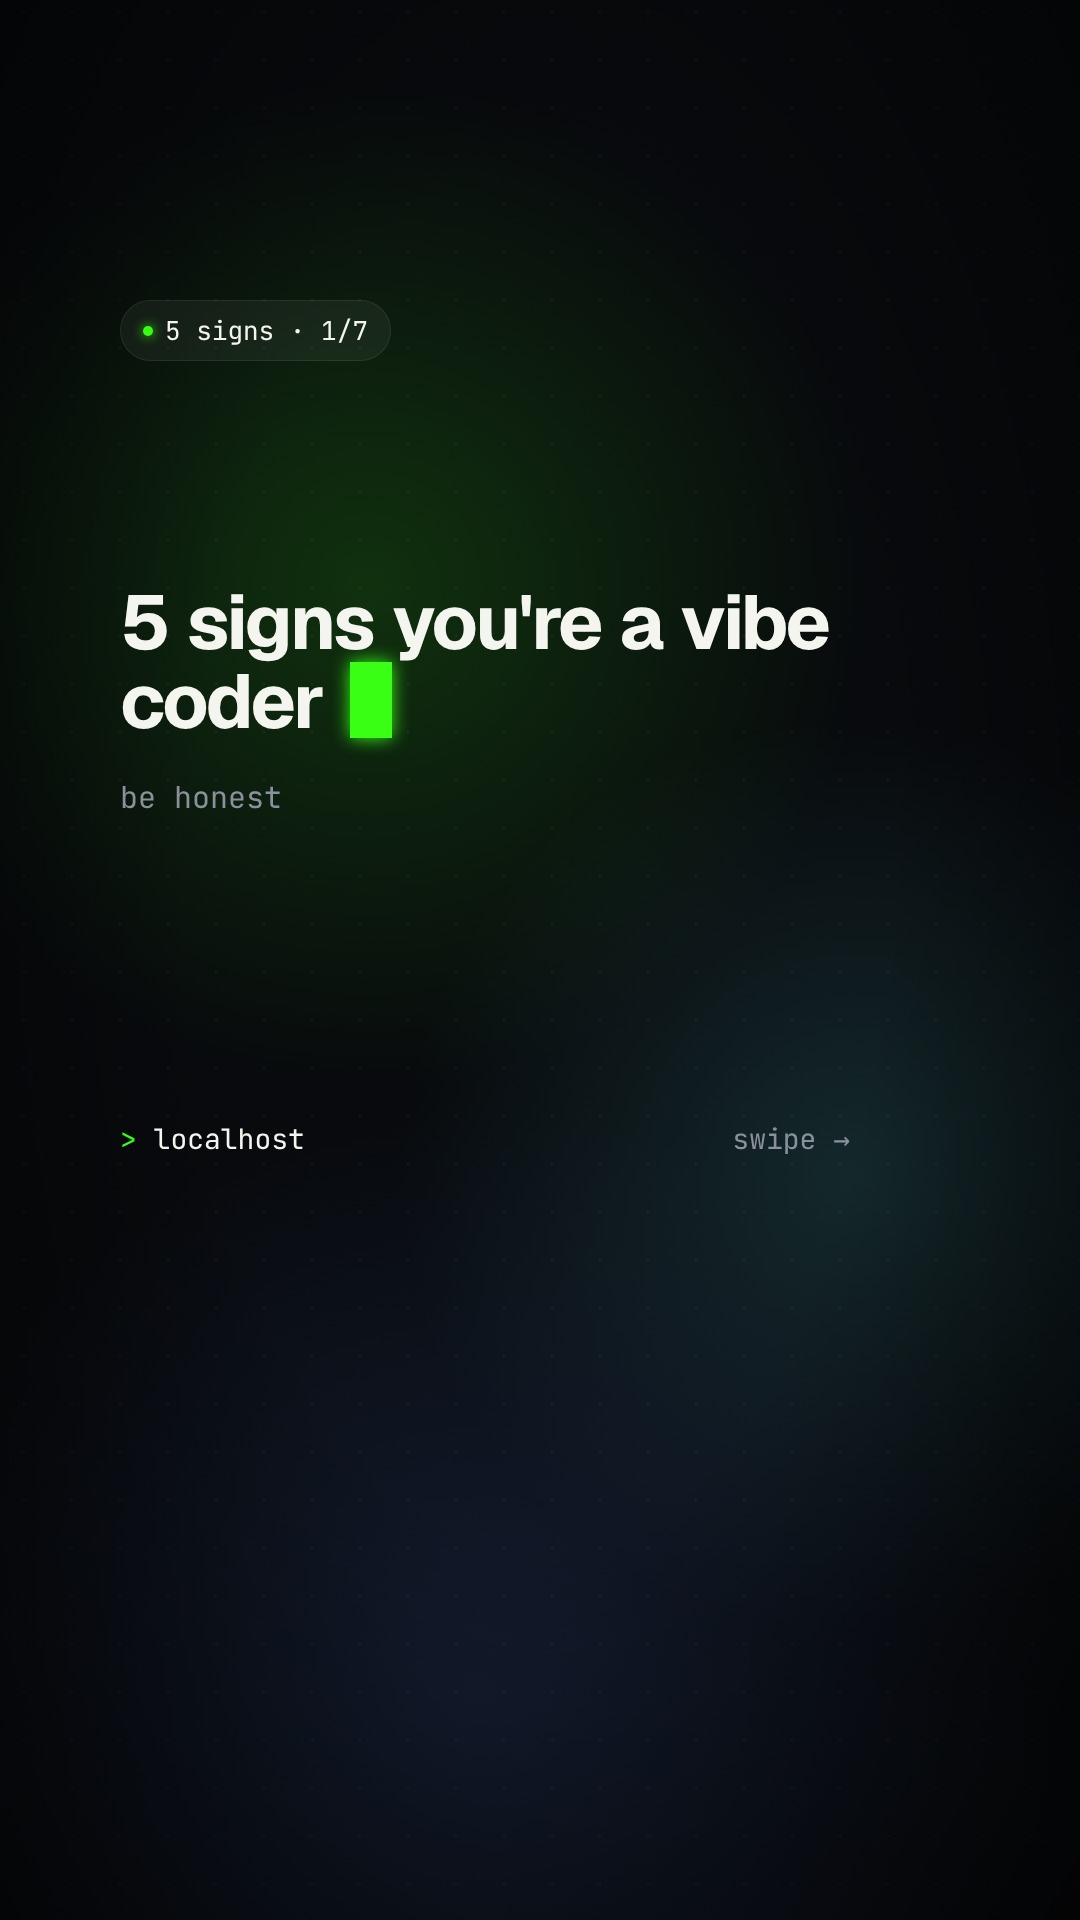 5 signs · 1/7
5 signs you're a vibe
coder
be honest
> localhost
swipe →